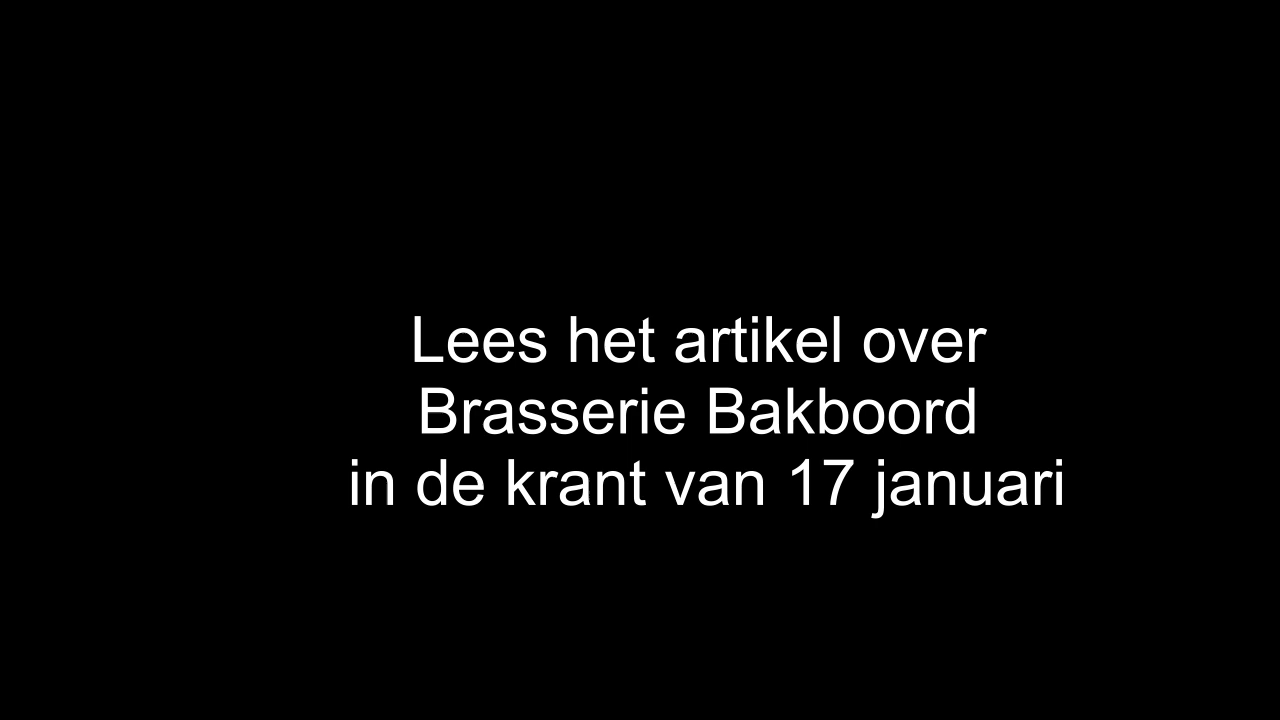 Lees het artikel over
Brasserie Bakboord
in de krant van 17 januari